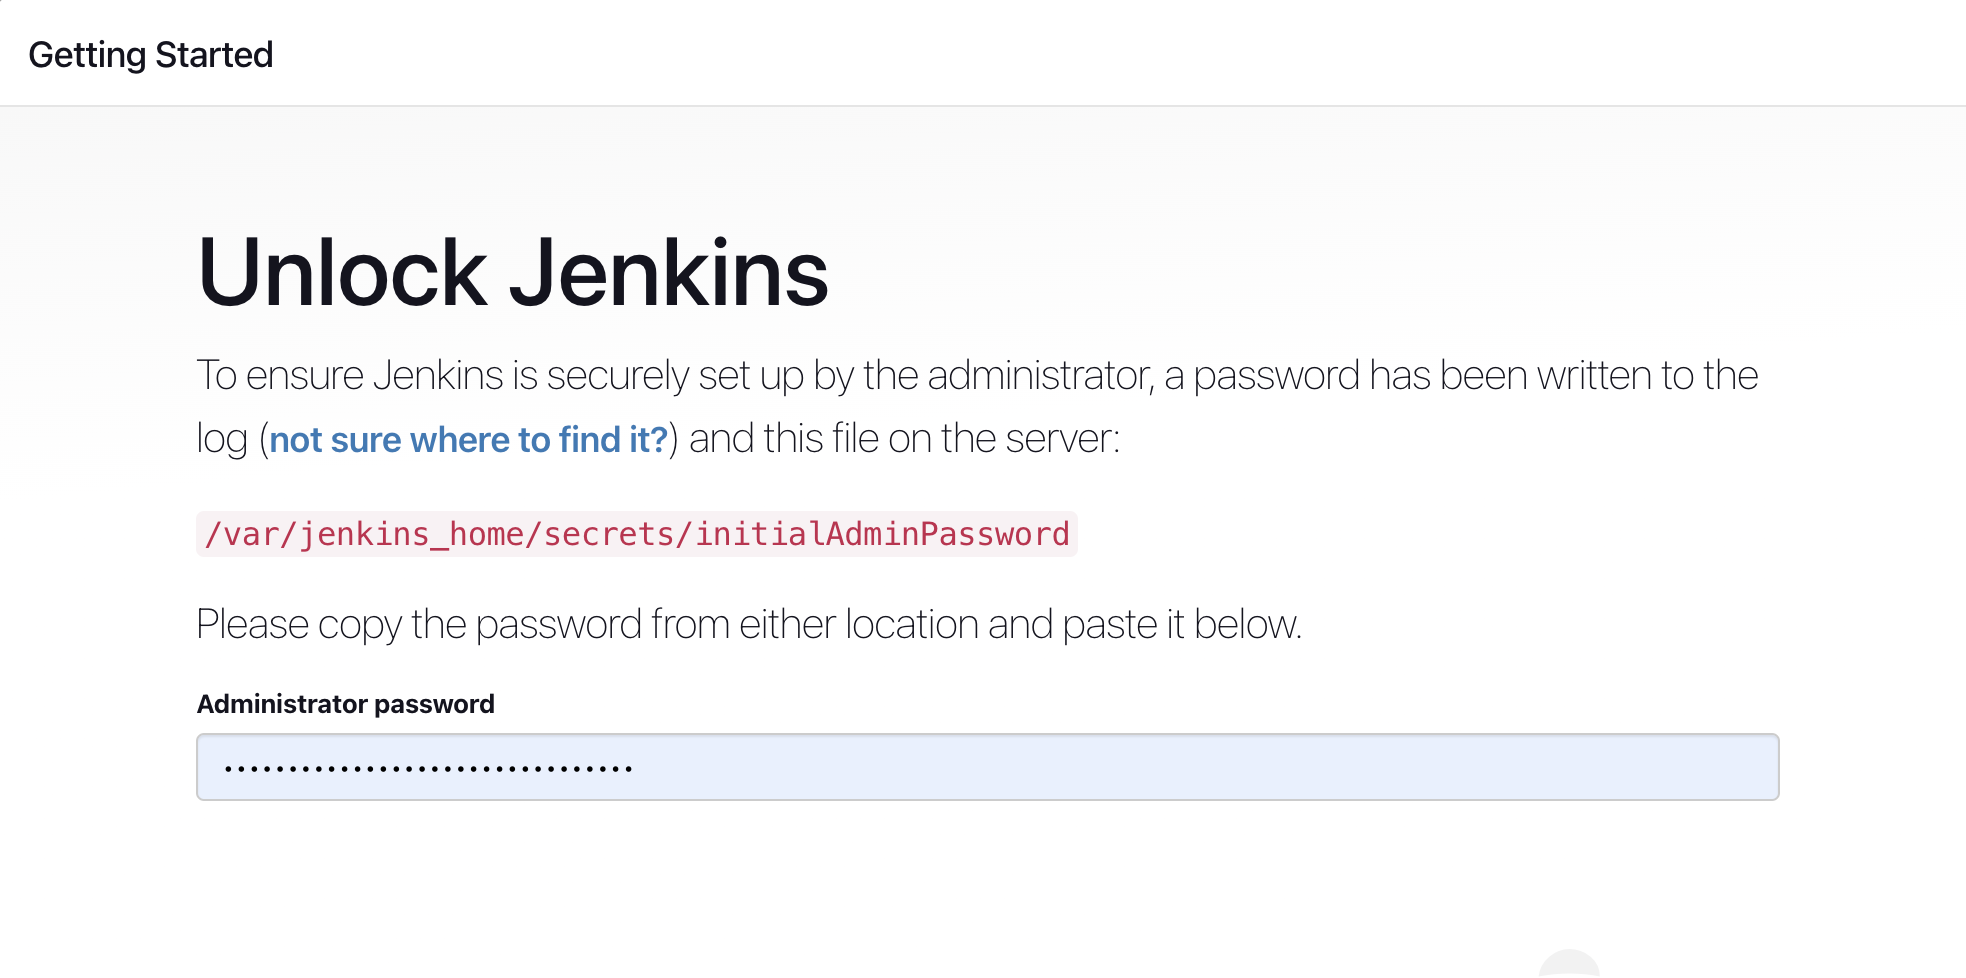 Getting Started
Unlock Jenkins
To ensure Jenkins is securely set up by the administrator, a password has been written to the
log (not sure where to find it?) and this file on the server:
/var/jenkins_home/secrets/initialAdminPassword
Please copy the password from either location and paste it below.
Administrator password
••••••••••••••••••••••••••••••••